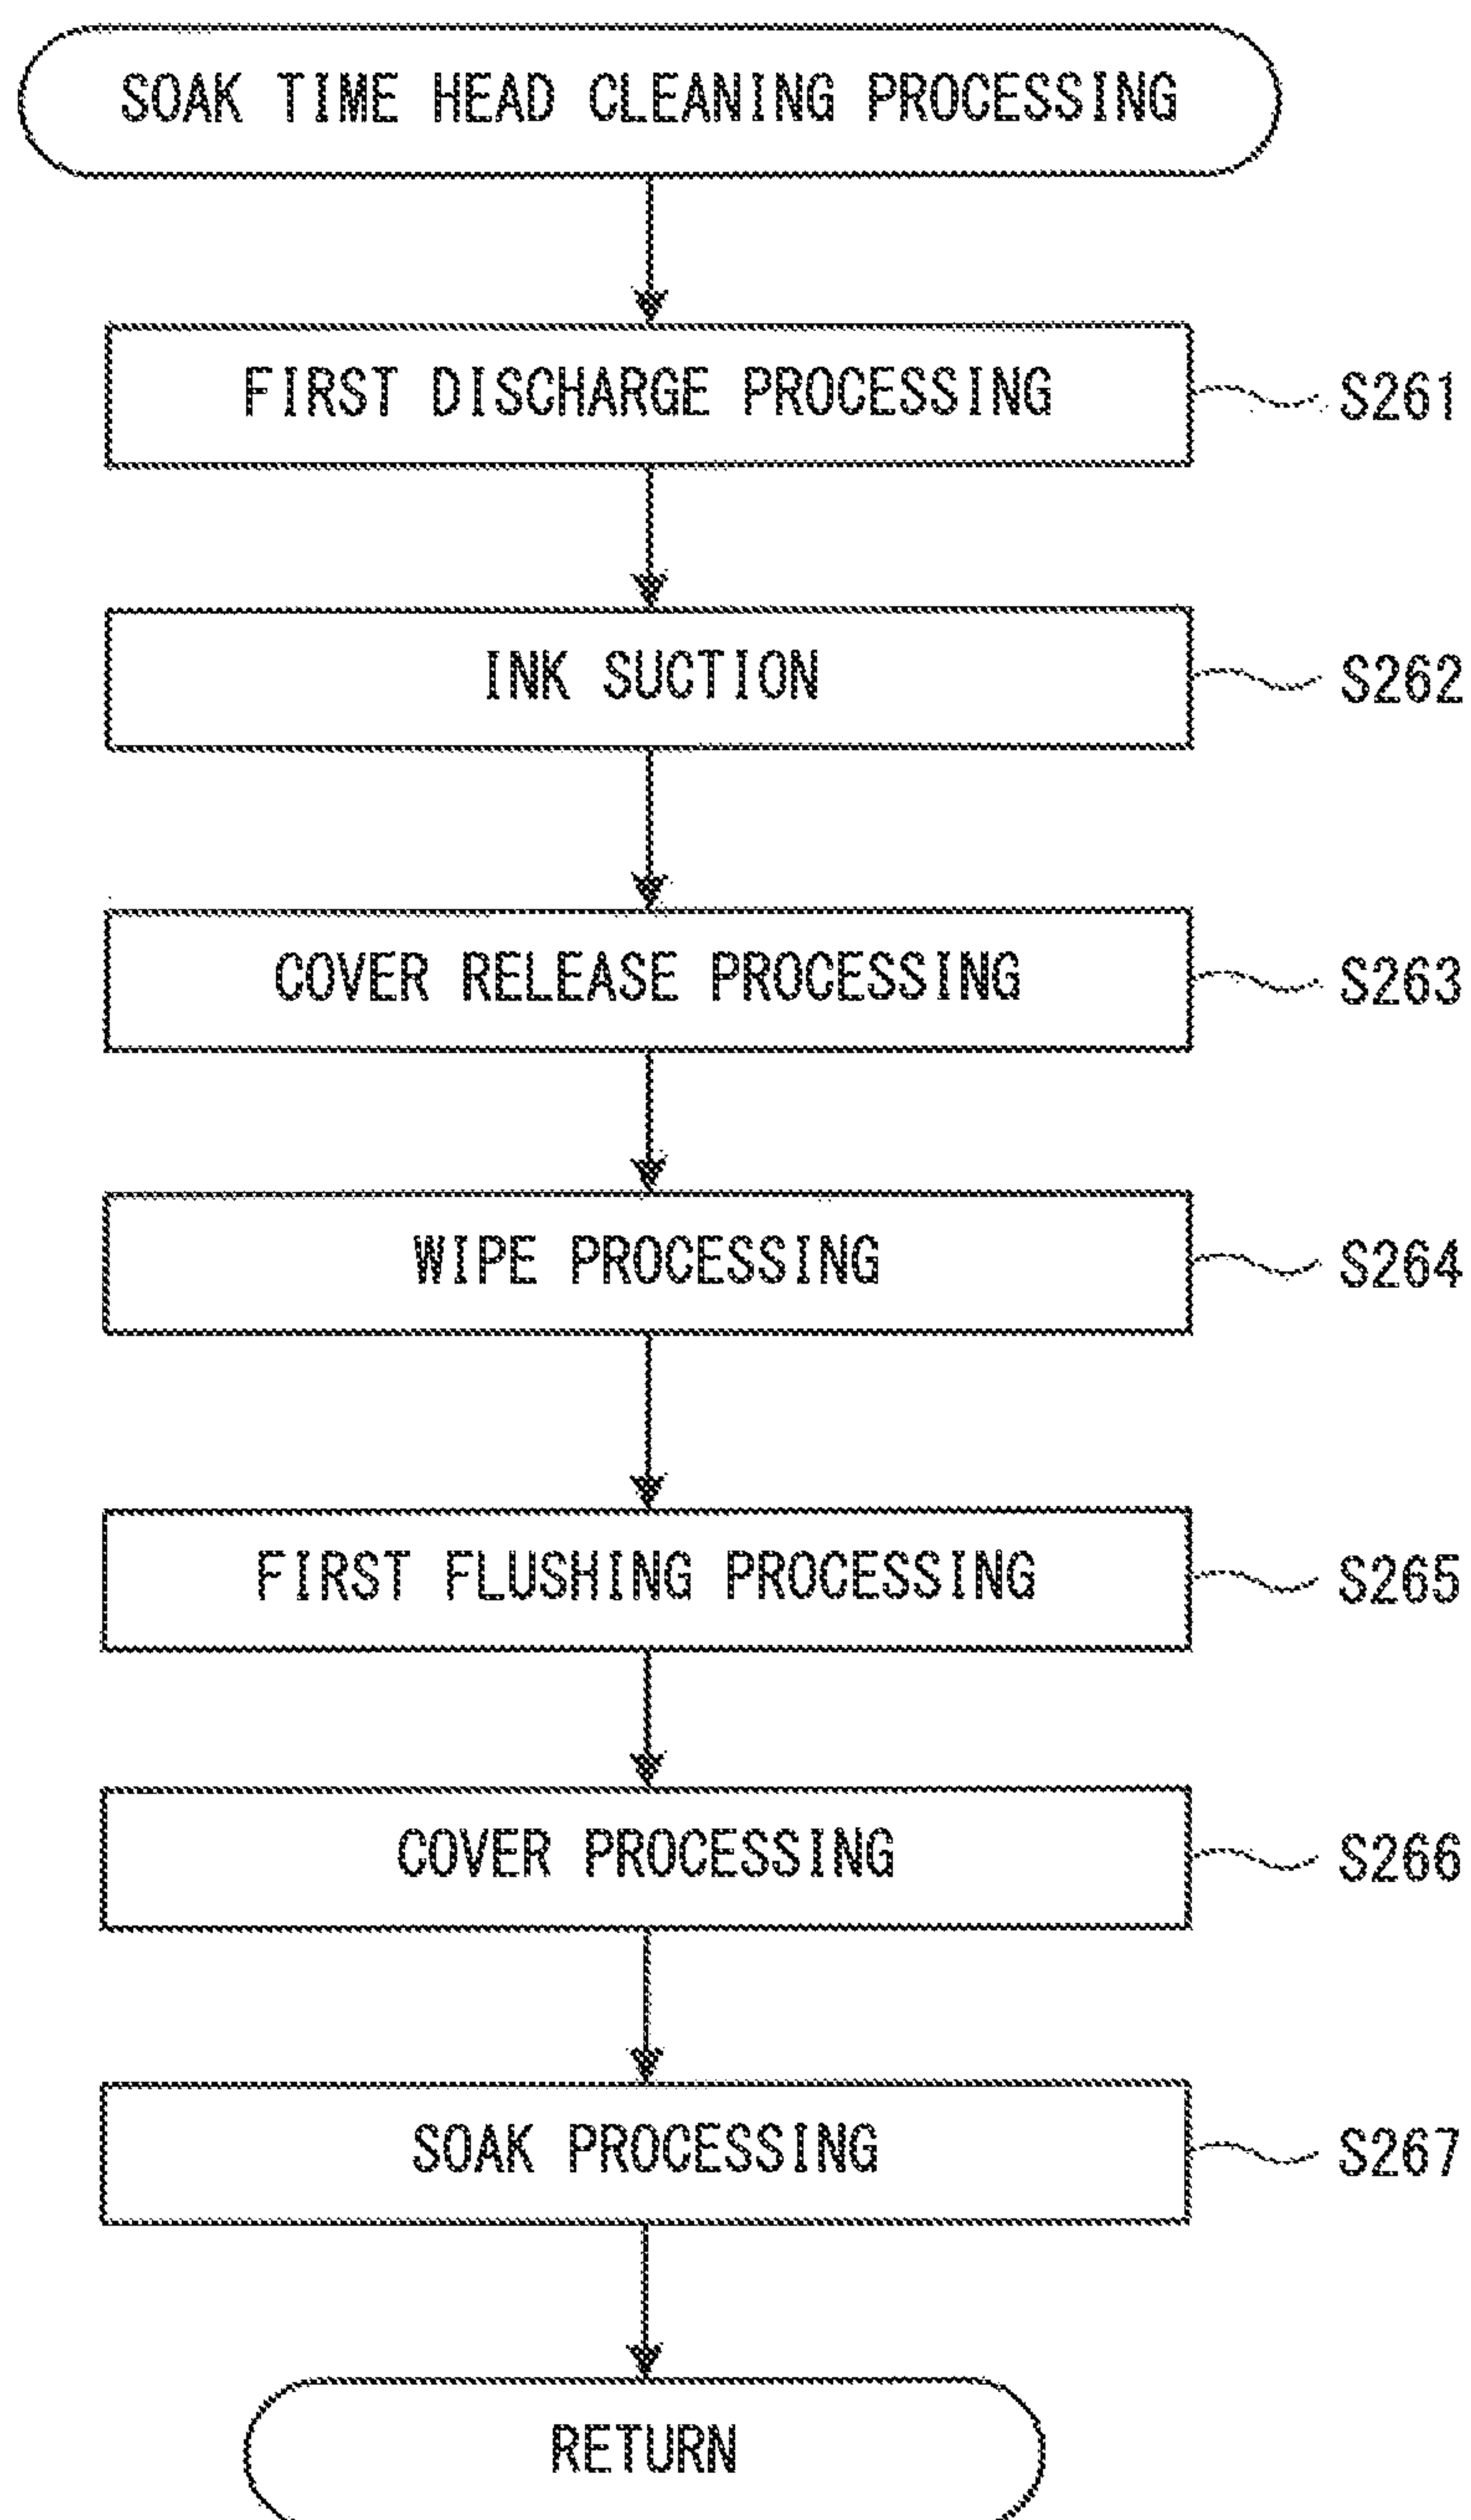 SOAK TIME HEAD CLEANING PROCESSING
FIRST DISCHARGE PROCESSING S261
INK SUCTION S262
COVER RELEASE PROCESSING S263
WIPE PROCESSING S264
FIRST FLUSHING PROCESSING S265
COVER PROCESSING S266
SOAK PROCESSING S267
RETURN